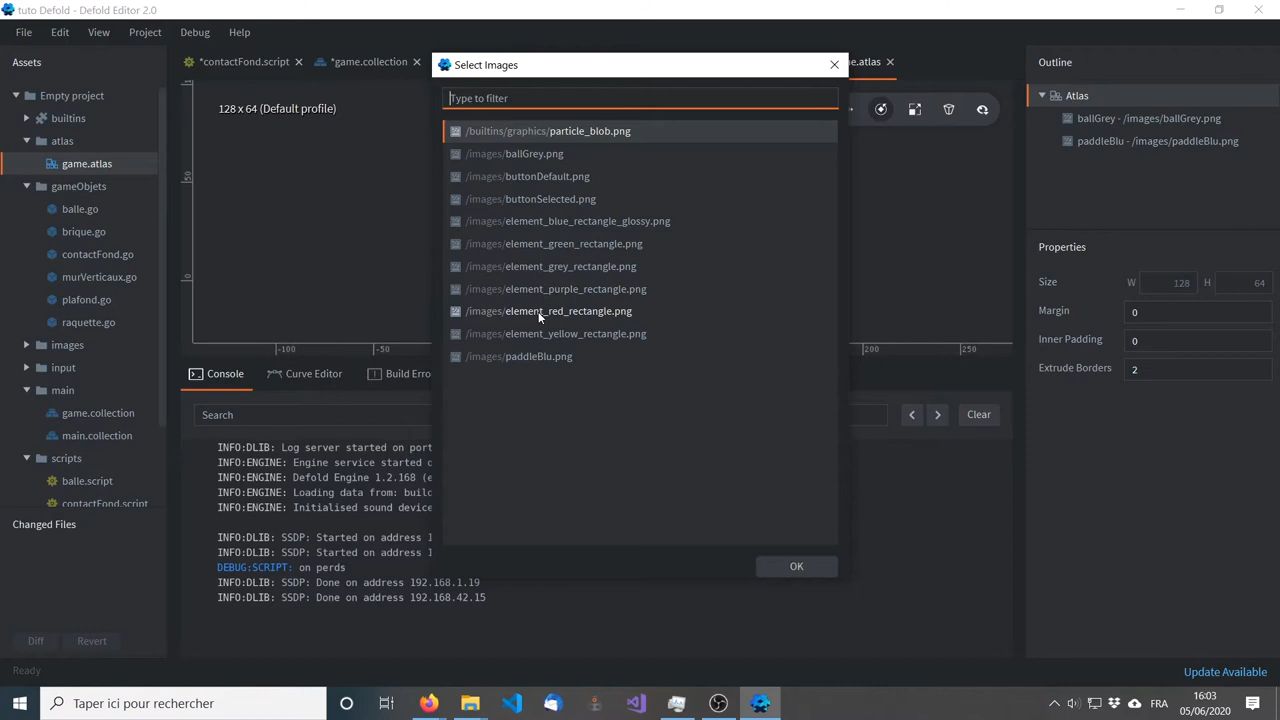 tuto Defold - Defold Editor 2.0
File Edit View Project Debug Help
Assets
Empty project
builtins
atlas
game.atlas
gameObjets
balle.go
brique.go
contactFond.go
murVerticaux.go
plafond.go
raquette.go
images
input
main
game.collection
main.collection
scripts
balle.script
contactFond.script
Changed Files
Diff Revert
Ready
*contactFond.script
*game.collection
e.atlas
128 x 64 (Default profile)
50
0
-100 -50 200 250
Select Images
Type to filter
/builtins/graphics/particle_blob.png
/images/ballGrey.png
/images/buttonDefault.png
/images/buttonSelected.png
/images/element_blue_rectangle_glossy.png
/images/element_green_rectangle.png
/images/element_grey_rectangle.png
/images/element_purple_rectangle.png
/images/element_red_rectangle.png
/images/element_yellow_rectangle.png
/images/paddleBlu.png
OK
Console Curve Editor Build Erro
Search
Clear
INFO:DLIB: Log server started on port
INFO:ENGINE: Engine service started o
INFO:ENGINE: Defold Engine 1.2.168 (e
INFO:ENGINE: Loading data from: build
INFO:ENGINE: Initialised sound device
INFO:DLIB: SSDP: Started on address 1
INFO:DLIB: SSDP: Started on address 1
DEBUG:SCRIPT: on perds
INFO:DLIB: SSDP: Done on address 192.168.1.19
INFO:DLIB: SSDP: Done on address 192.168.42.15
Outline
Atlas
ballGrey - /images/ballGrey.png
paddleBlu - /images/paddleBlu.png
Properties
Size W 128 H 64
Margin 0
Inner Padding 0
Extrude Borders 2
Update Available
Taper ici pour rechercher
FRA
16:03
05/06/2020